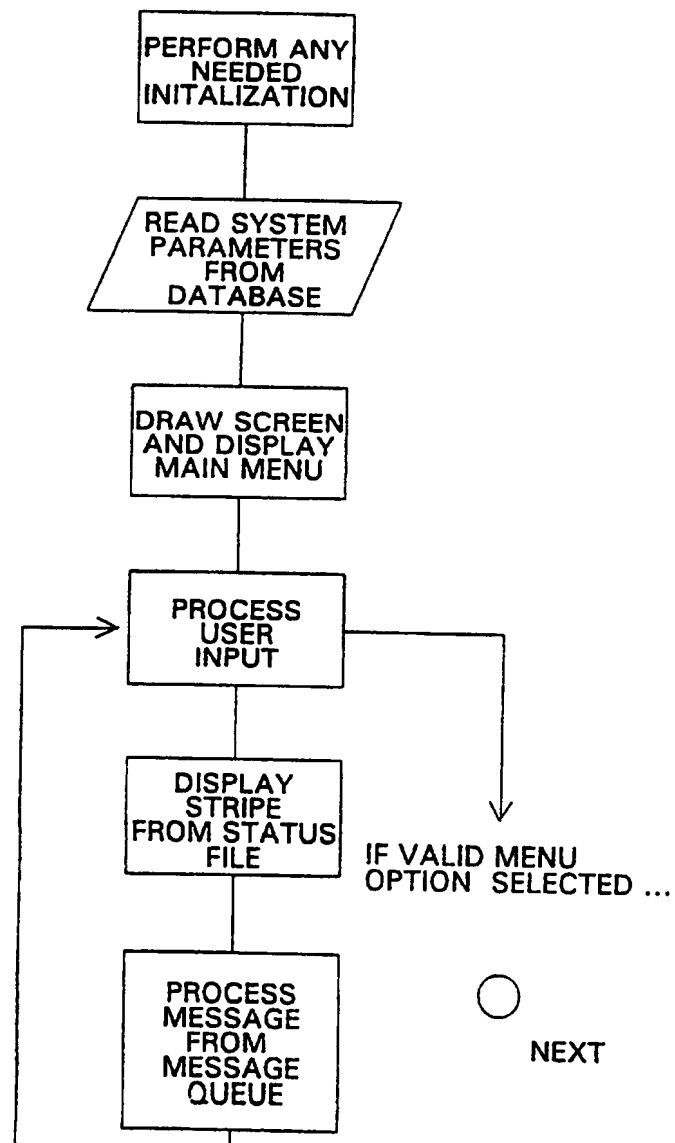 PERFORM ANY
NEEDED
INITALIZATION
READ SYSTEM
PARAMETERS
FROM
DATABASE
DRAW SCREEN
AND DISPLAY
MAIN MENU
PROCESS
USER
INPUT
DISPLAY
STRIPE
FROM STATUS
FILE
IF VALID MENU
OPTION SELECTED ...
PROCESS
MESSAGE
FROM
MESSAGE
QUEUE
NEXT